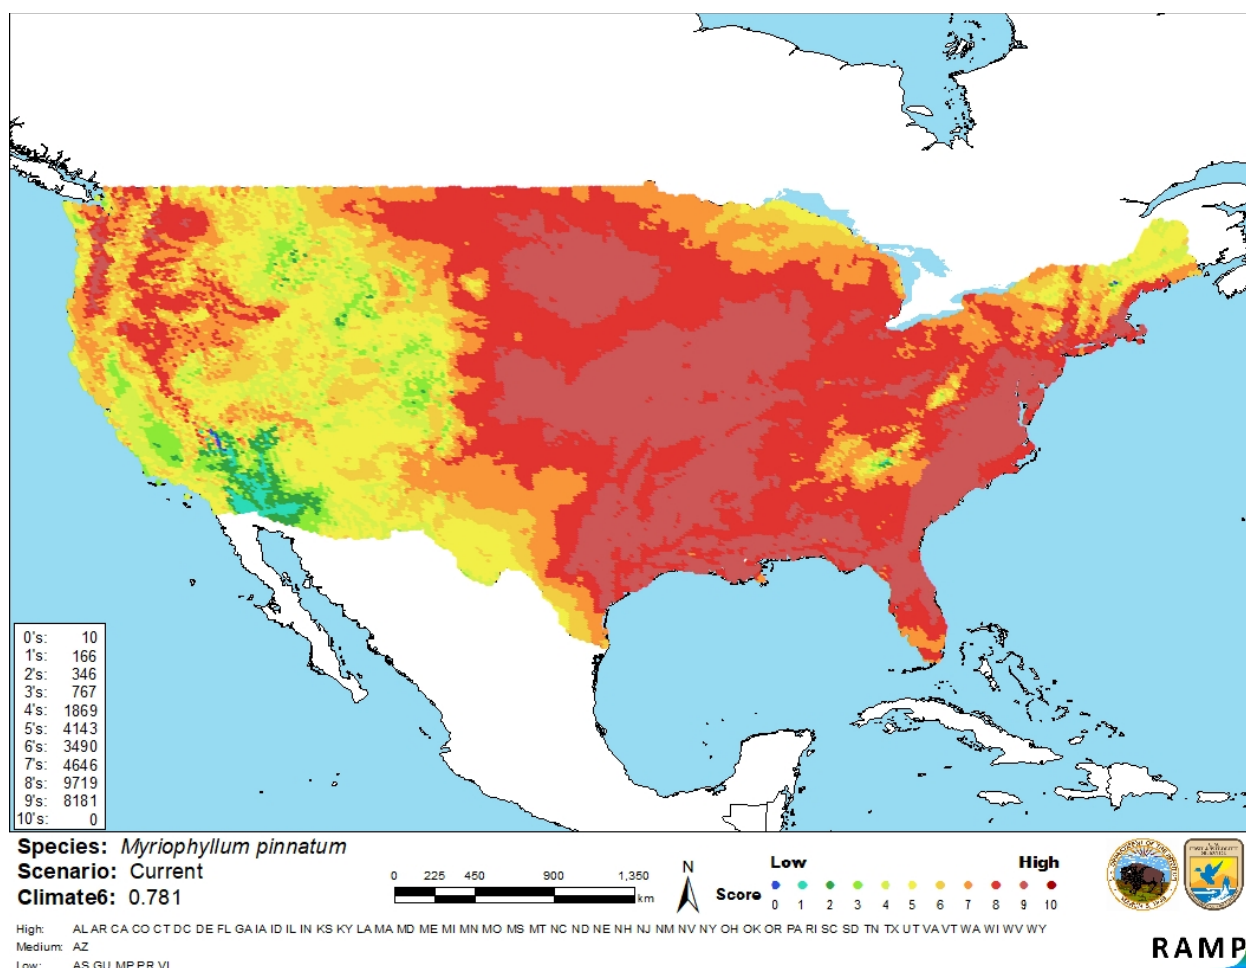 0's: 10
1's: 166
2's: 346
3's: 767
4's: 1869
5's: 4143
6's: 3490
7's: 4646
8's: 9719
9's: 8181
10's: 0
Species: Myriophyllum pinnatum
Scenario: Current
Climate6: 0.781
0 225 450 900 1,350
km
N
Low High
Score
0 1 2 3 4 5 6 7 8 9 10
High: AL AR CA CO CT DC DE FL GA IA ID IL IN KS KY LA MA MD ME MI MN MO MS MT NC ND NE NH NJ NM NV NY OH OK OR PA RI SC SD TN TX UT VA VT WA WI WV WY
Medium: AZ
Low: AS GU MP PR VI
RAMP